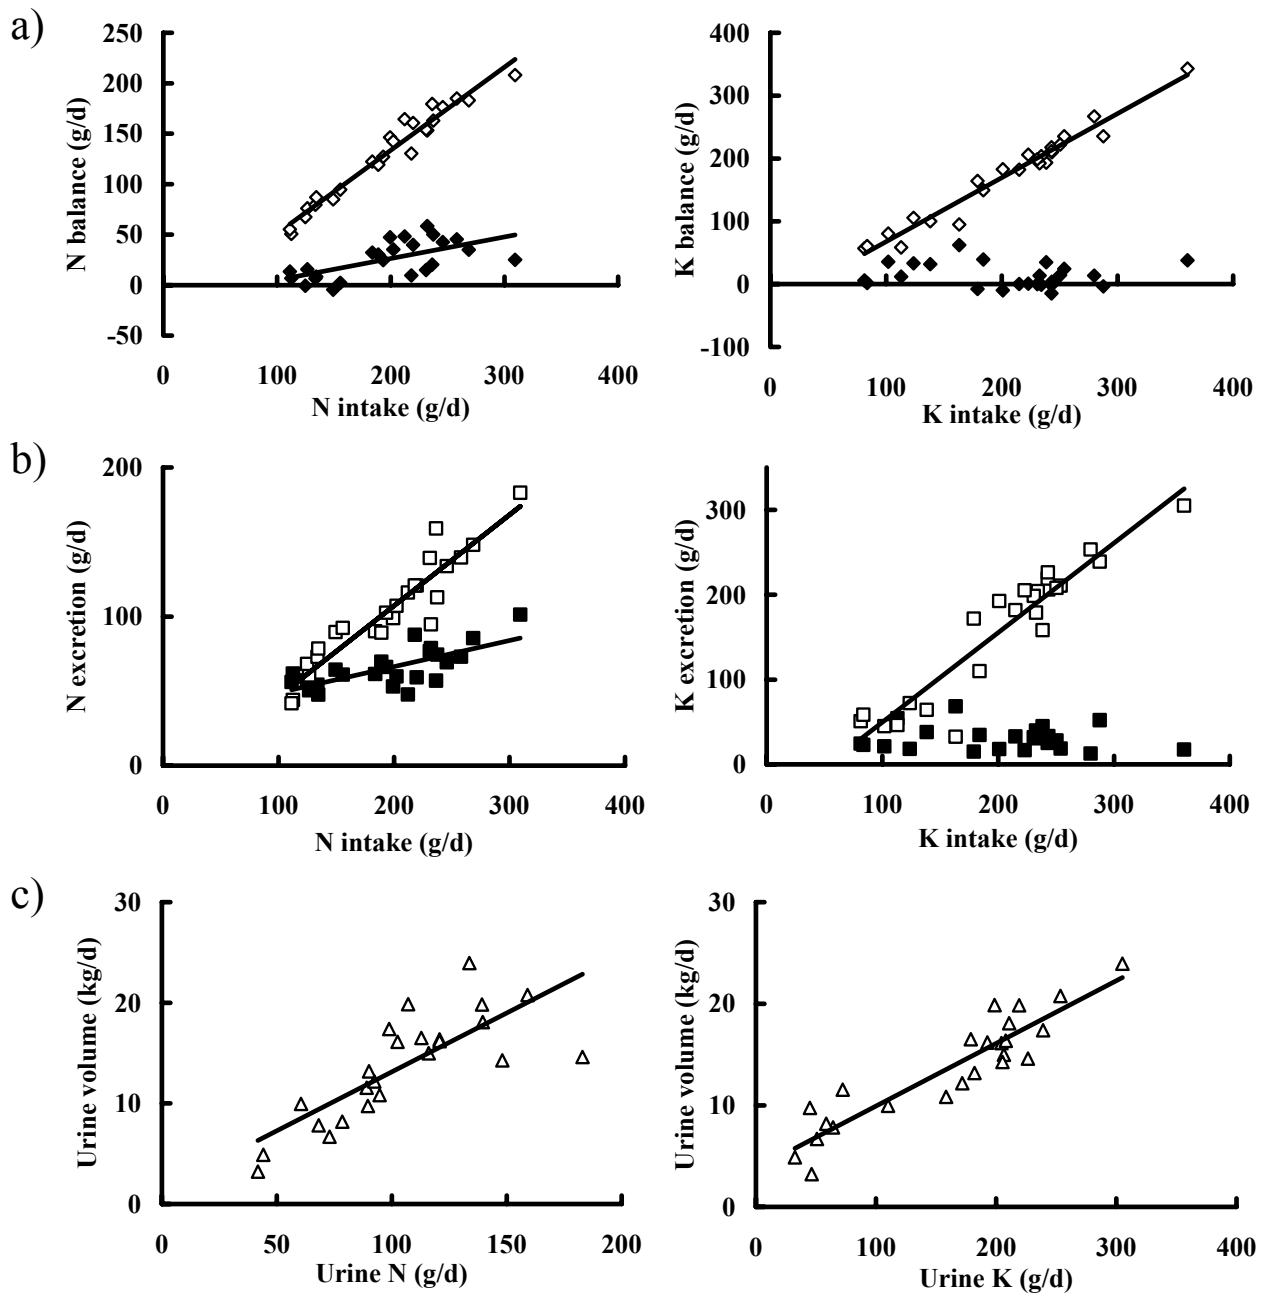 a)
250
200
150
100
50
0
-50
N balance (g/d)
0 100 200 300 400
N intake (g/d)
400
300
200
100
0
-100
K balance (g/d)
0 100 200 300 400
K intake (g/d)
b)
200
100
0
N excretion (g/d)
0 100 200 300 400
N intake (g/d)
300
200
100
0
K excretion (g/d)
0 100 200 300 400
K intake (g/d)
c)
30
20
10
0
Urine volume (kg/d)
0 50 100 150 200
Urine N (g/d)
30
20
10
0
Urine volume (kg/d)
0 100 200 300 400
Urine K (g/d)